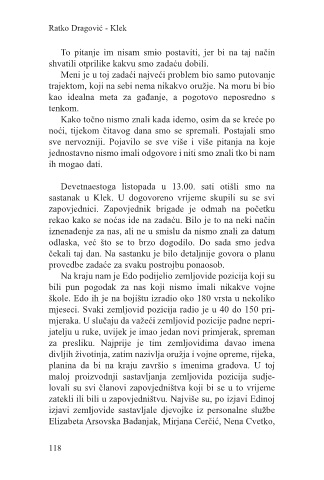 Ratko Dragović - Klek
To pitanje im nisam smio postaviti, jer bi na taj način
shvatili otprilike kakvu smo zadaću dobili.
Meni je u toj zadaći najveći problem bio samo putovanje
trajektom, koji na sebi nema nikakvo oružje. Na moru bi bio
kao idealna meta za gađanje, a pogotovo neposredno s
tenkom.
Kako točno nismo znali kada idemo, osim da se kreće po
noći, tijekom čitavog dana smo se spremali. Postajali smo
sve nervozniji. Pojavilo se sve više i više pitanja na koje
jednostavno nismo imali odgovore i niti smo znali tko bi nam
ih mogao dati.
Devetnaestoga listopada u 13.00. sati otišli smo na
sastanak u Klek. U dogovoreno vrijeme skupili su se svi
zapovjednici. Zapovjednik brigade je odmah na početku
rekao kako se noćas ide na zadaću. Bilo je to na neki način
iznenađenje za nas, ali ne u smislu da nismo znali za datum
odlaska, već što se to brzo dogodilo. Do sada smo jedva
čekali taj dan. Na sastanku je bilo detaljnije govora o planu
provedbe zadaće za svaku postrojbu ponaosob.
Na kraju nam je Edo podijelio zemljovide pozicija koji su
bili pun pogodak za nas koji nismo imali nikakve vojne
škole. Edo ih je na bojištu izradio oko 180 vrsta u nekoliko
mjeseci. Svaki zemljovid pozicija radio je u 40 do 150 pri-
mjeraka. U slučaju da važeći zemljovid pozicije padne nepri-
jatelju u ruke, uvijek je imao jedan novi primjerak, spreman
za presliku. Najprije je tim zemljovidima davao imena
divljih životinja, zatim nazivlja oružja i vojne opreme, rijeka,
planina da bi na kraju završio s imenima gradova. U toj
maloj proizvodnji sastavljanja zemljovida pozicija sudje-
lovali su svi članovi zapovjedništva koji bi se u to vrijeme
zatekli ili bili u zapovjedništvu. Najviše su, po izjavi Edinoj
izjavi zemljovide sastavljale djevojke iz personalne službe
Elizabeta Arsovska Badanjak, Mirjana Cerčić, Nena Cvetko,
118